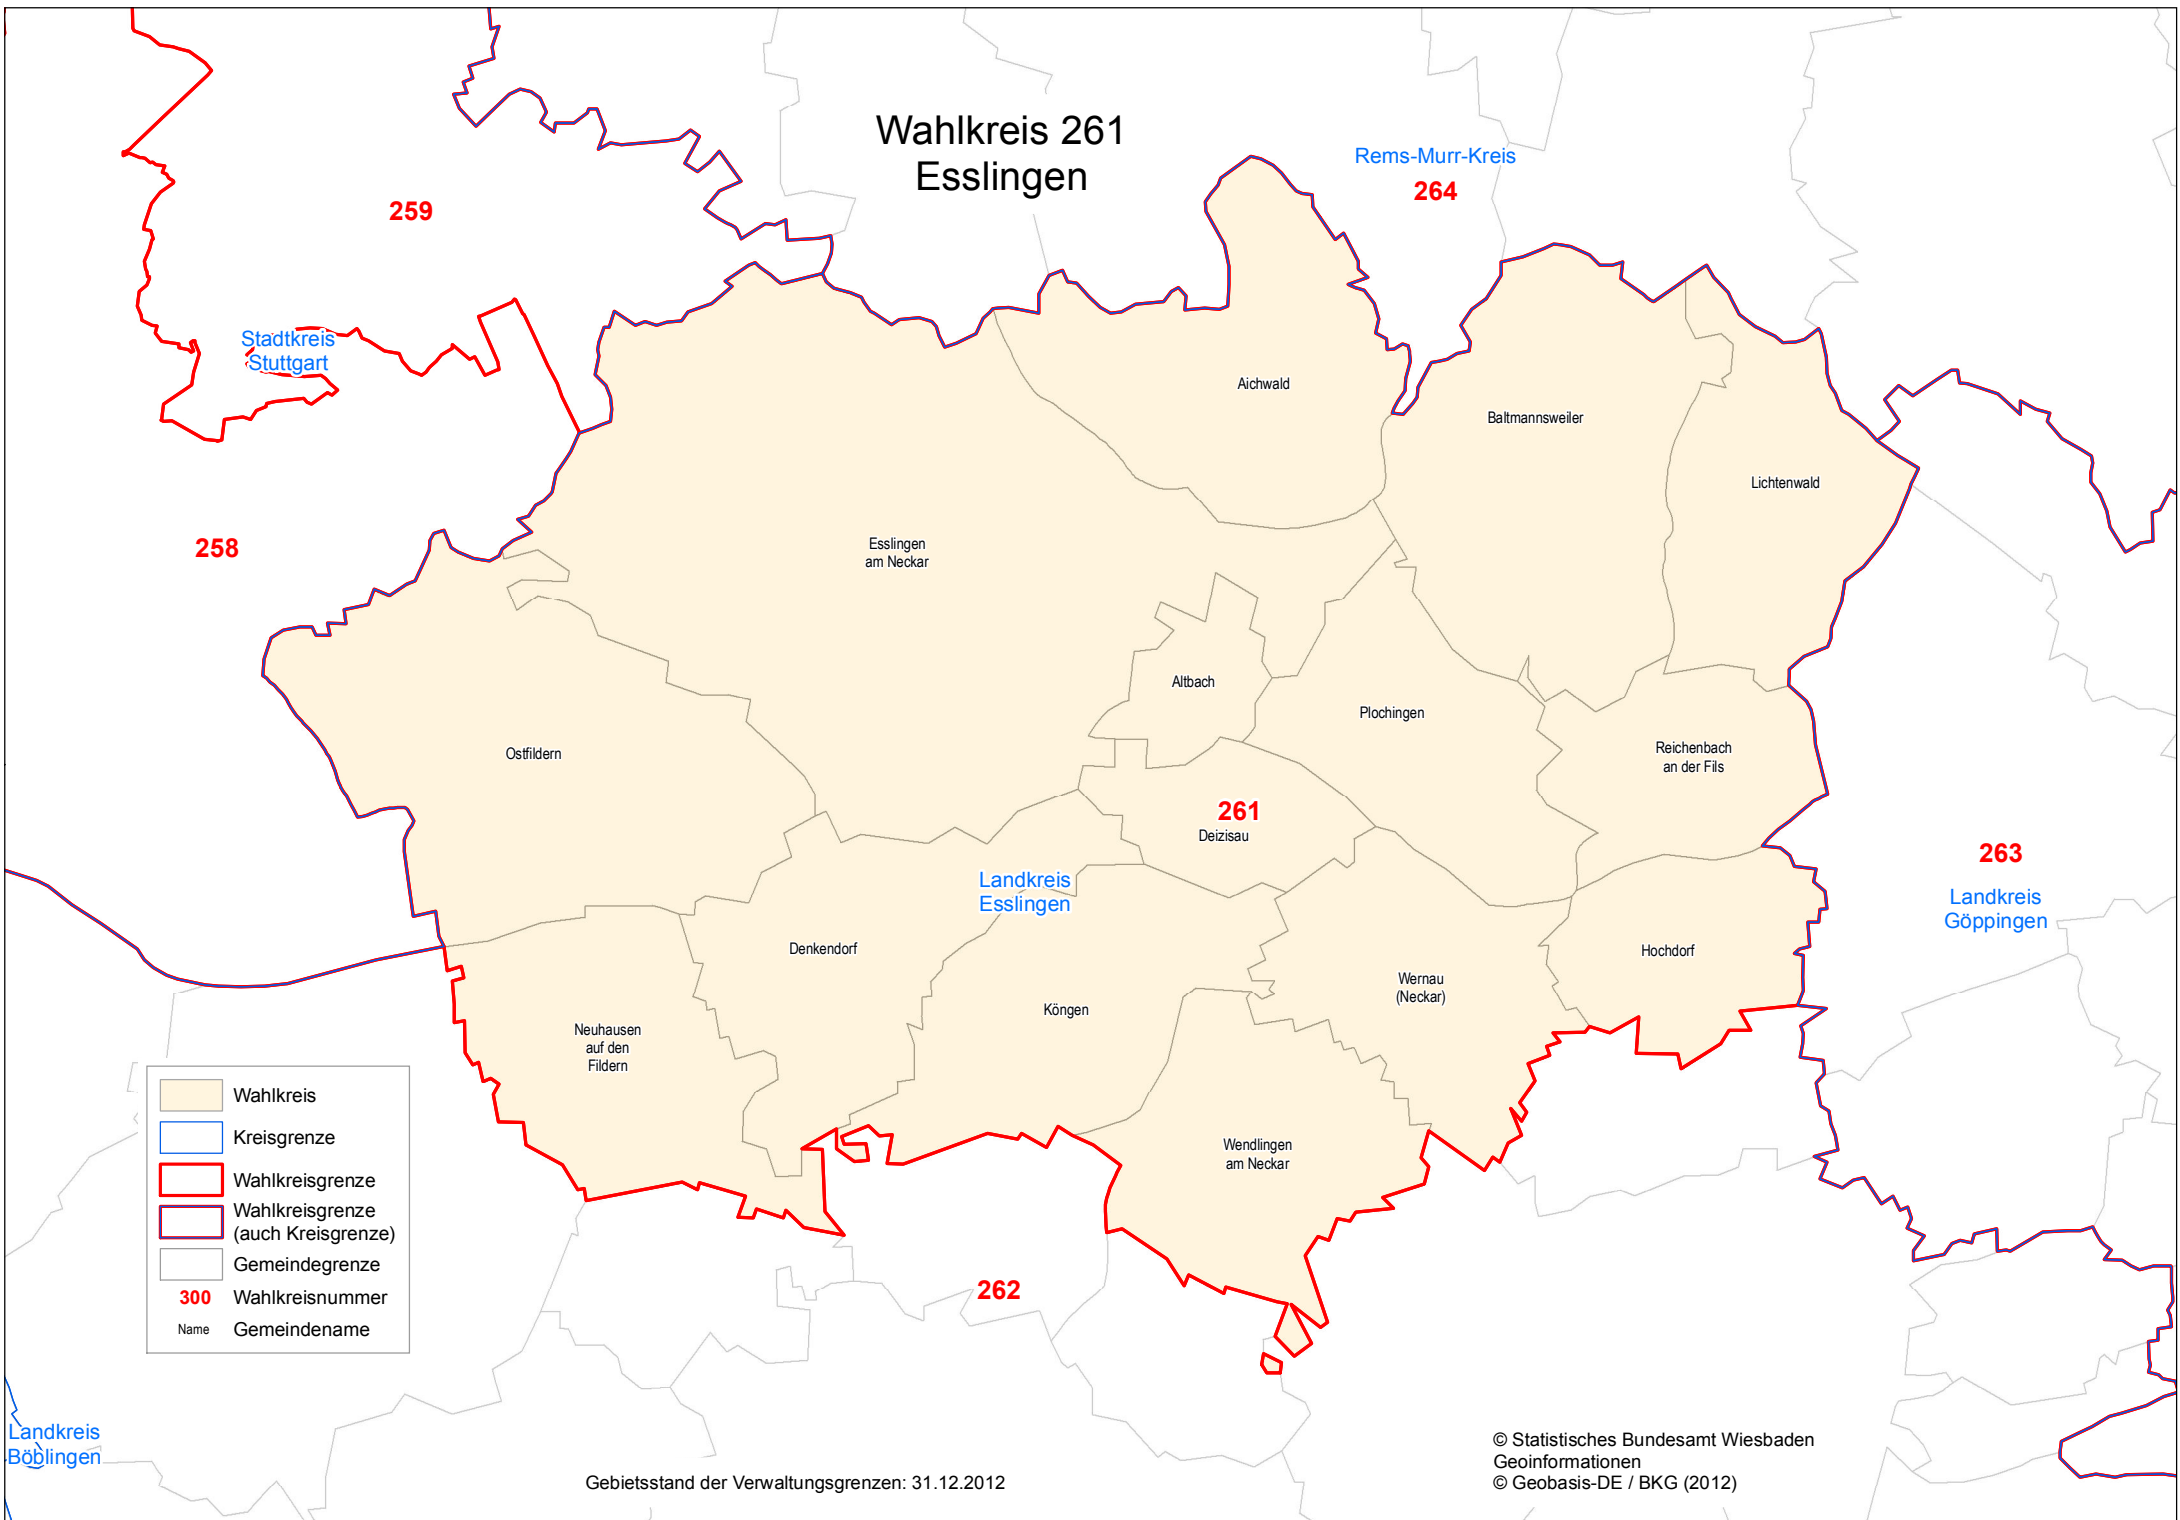 Wahlkreis 261
Esslingen
Rems-Murr-Kreis
264
259
Stadtkreis
Stuttgart
Aichwald
Baltmannsweiler
Lichtenwald
258
Esslingen
am Neckar
Altbach
Plochingen
Ostfildern
Reichenbach
an der Fils
261
Deizisau
263
Landkreis
Göppingen
Landkreis
Esslingen
Denkendorf
Hochdorf
Wernau
(Neckar)
Köngen
Neuhausen
auf den
Fildern
Wendlingen
am Neckar
262
Wahlkreis
Kreisgrenze
Wahlkreisgrenze
Wahlkreisgrenze
(auch Kreisgrenze)
Gemeindegrenze
300 Wahlkreisnummer
Name Gemeindename
Landkreis
Böblingen
Gebietsstand der Verwaltungsgrenzen: 31.12.2012
© Statistisches Bundesamt Wiesbaden
Geoinformationen
© Geobasis-DE / BKG (2012)